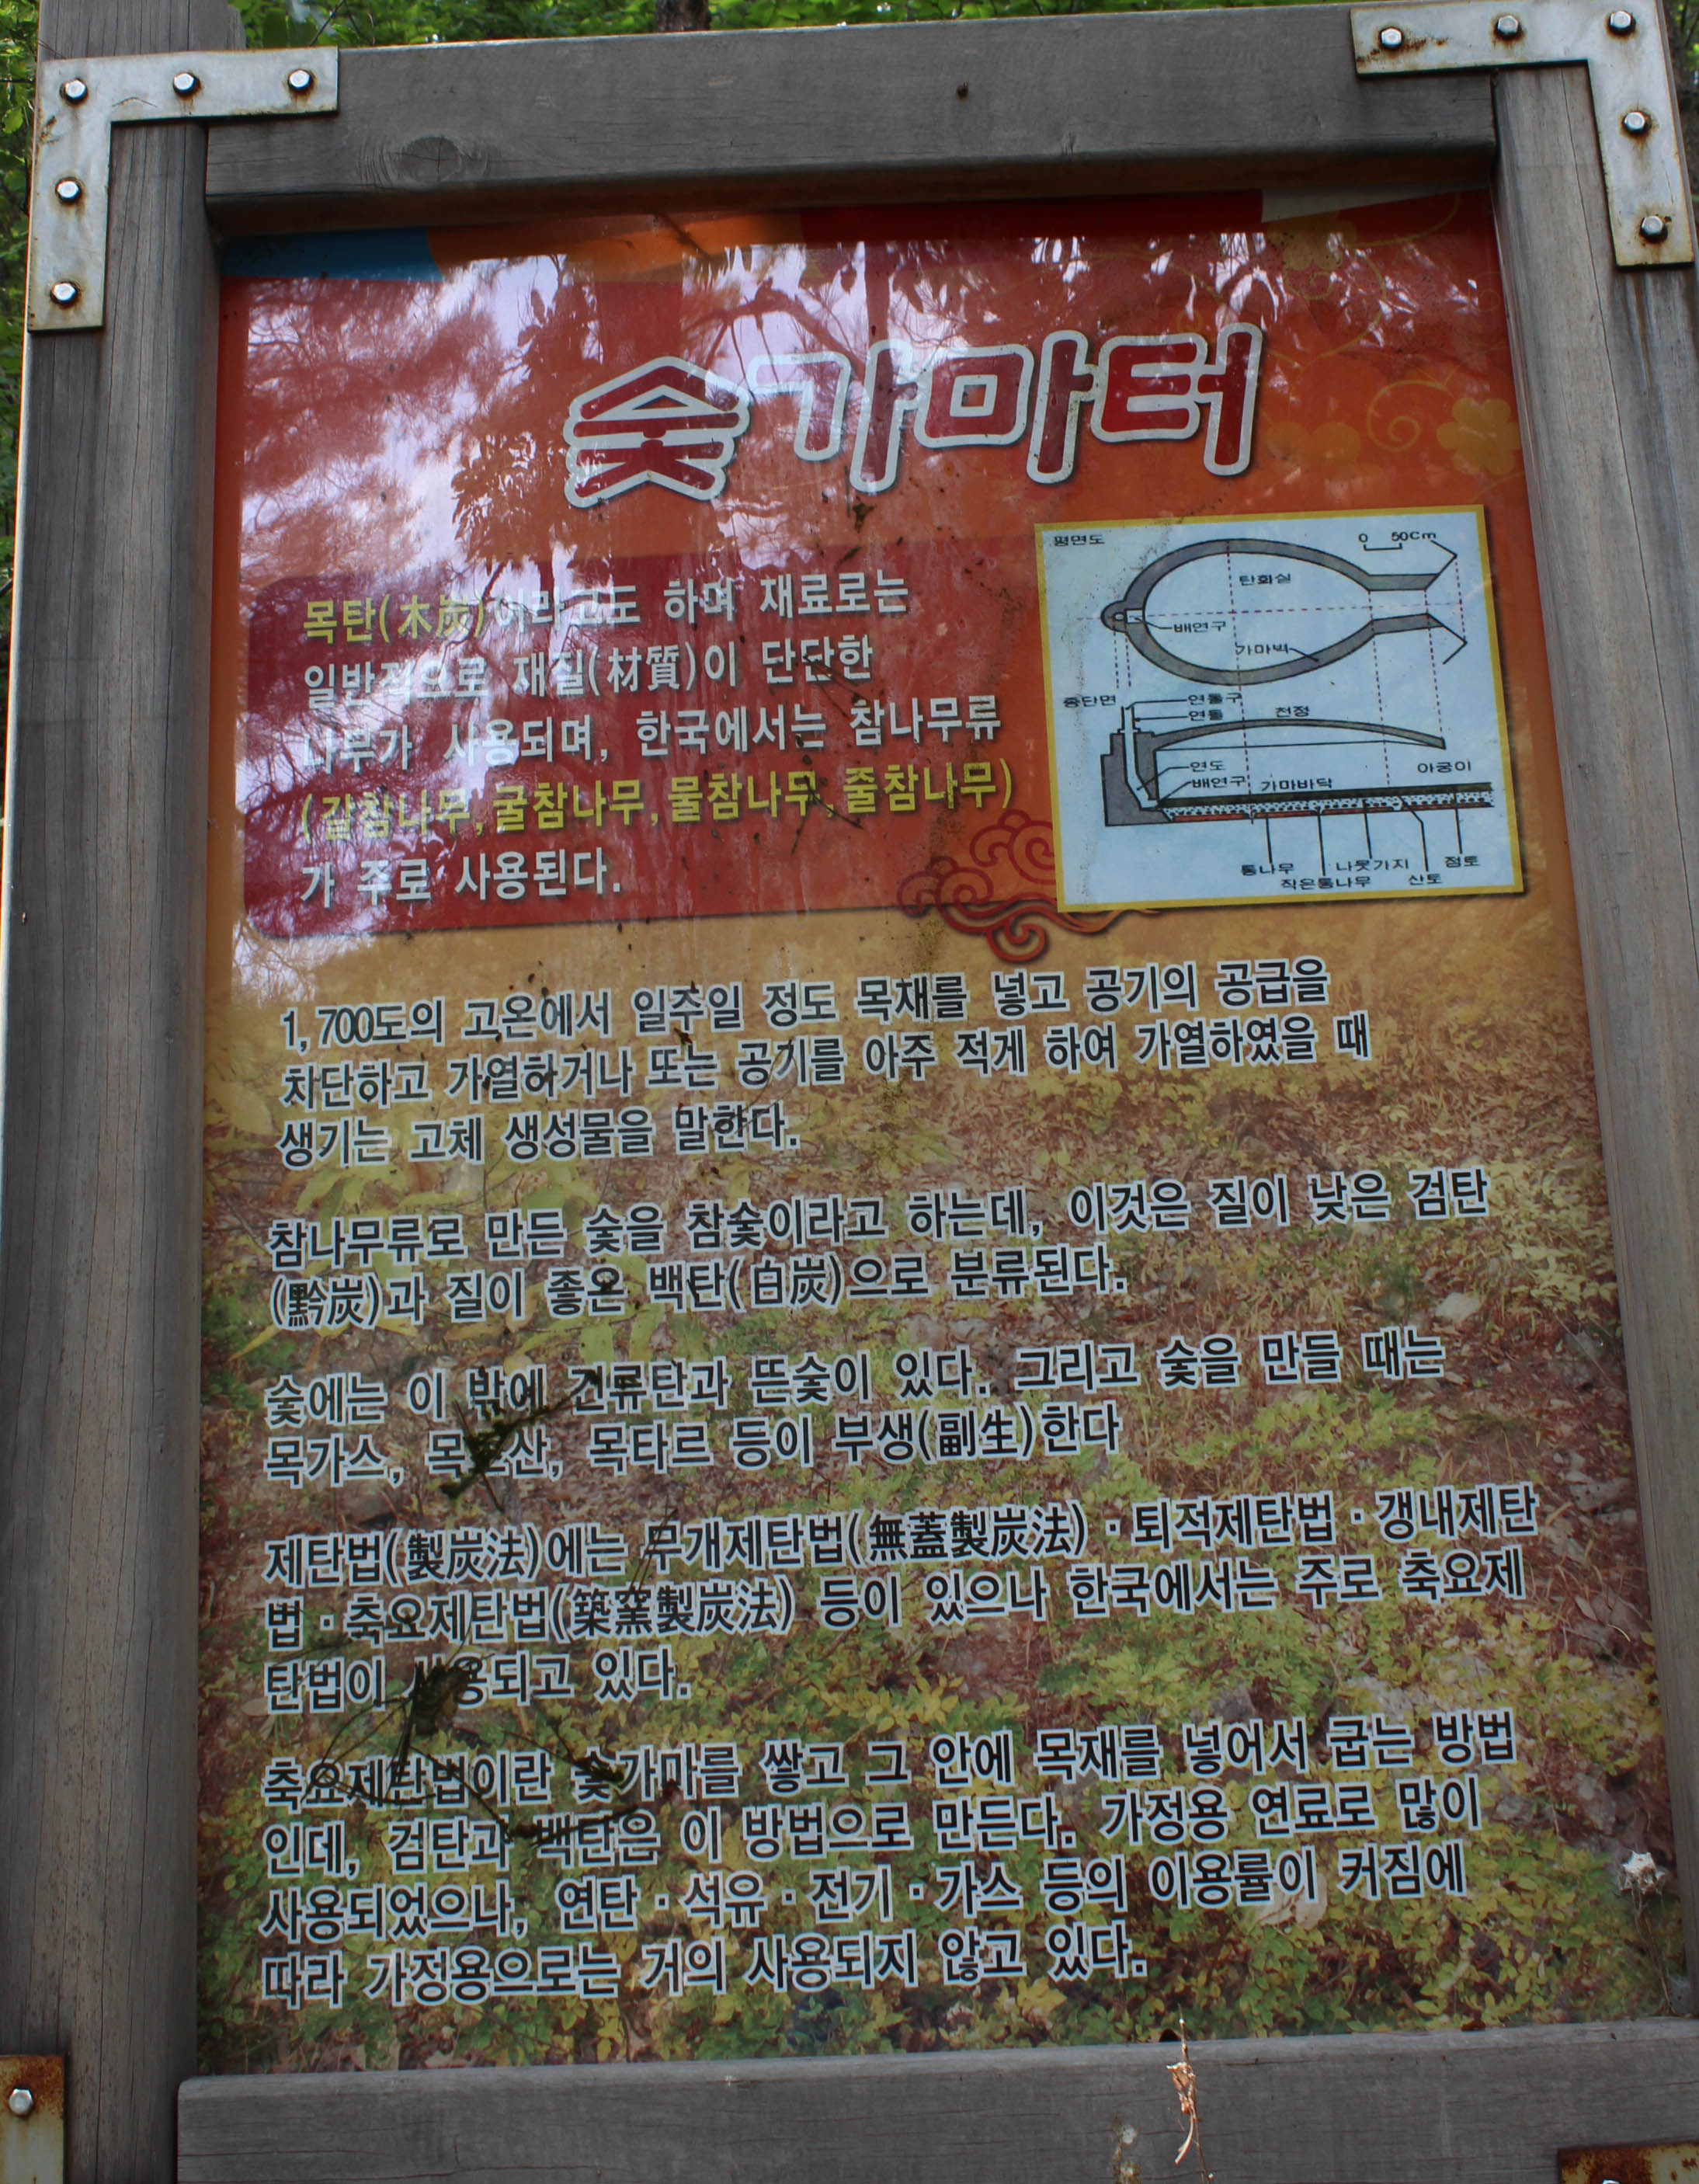 숯가마터
목탄(木炭)이라고도 하며 재료로는
일반적으로 재질(材質)이 단단한
나무가 사용되며, 한국에서는 참나무류
(갈참나무, 굴참나무, 물참나무, 줄참나무)
가 주로 사용된다.
평면도
0 50Cm
탄화실
배연구
가마벽
종단면
연돌구
연돌
천정
연도
배연구
가마바닥
아궁이
통나무
작은통나무
나뭇가지
산토
점토
1,700도의 고온에서 일주일 정도 목재를 넣고 공기의 공급을
차단하고 가열하거나 또는 공기를 아주 적게 하여 가열하였을 때
생기는 고체 생성물을 말한다.
참나무류로 만든 숯을 참숯이라고 하는데, 이것은 질이 낮은 검탄
(黔炭)과 질이 좋은 백탄(白炭)으로 분류된다.
숯에는 이 밖에 건류탄과 뜬숯이 있다. 그리고 숯을 만들 때는
목가스, 목초산, 목타르 등이 부생(副生)한다
제탄법(製炭法)에는 무개제탄법(無蓋製炭法)·퇴적제탄법·갱내제탄
법·축요제탄법(築窯製炭法) 등이 있으나 한국에서는 주로 축요제
탄법이 사용되고 있다.
축요제탄법이란 숯가마를 쌓고 그 안에 목재를 넣어서 굽는 방법
인데, 검탄과 백탄은 이 방법으로 만든다. 가정용 연료로 많이
사용되었으나, 연탄·석유·전기·가스 등의 이용률이 커짐에
따라 가정용으로는 거의 사용되지 않고 있다.